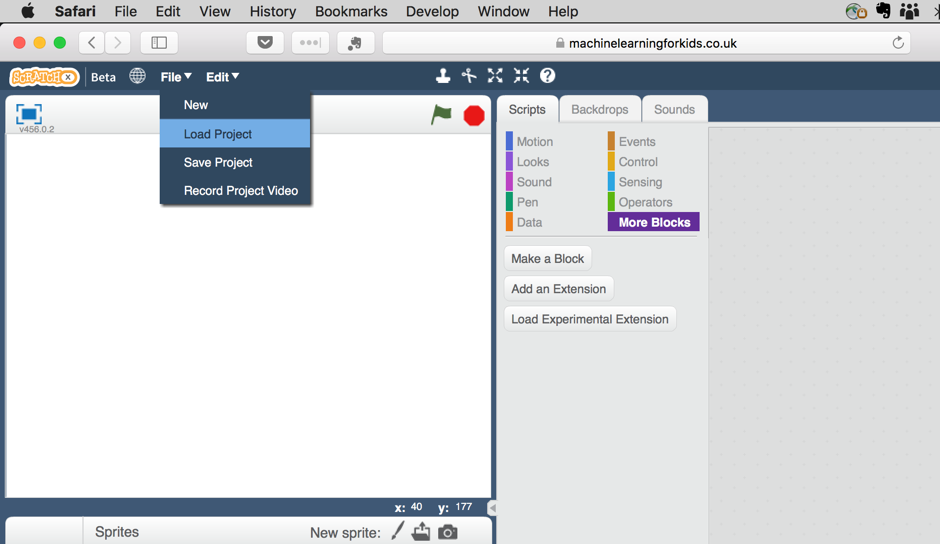 Safari File Edit View History Bookmarks Develop Window Help
machinelearningforkids.co.uk
SCRATCH X Beta File Edit
New
Load Project
Save Project
Record Project Video
v456.0.2
Scripts Backdrops Sounds
Motion Events
Looks Control
Sound Sensing
Pen Operators
Data More Blocks
Make a Block
Add an Extension
Load Experimental Extension
x: 40 y: 177
Sprites New sprite: